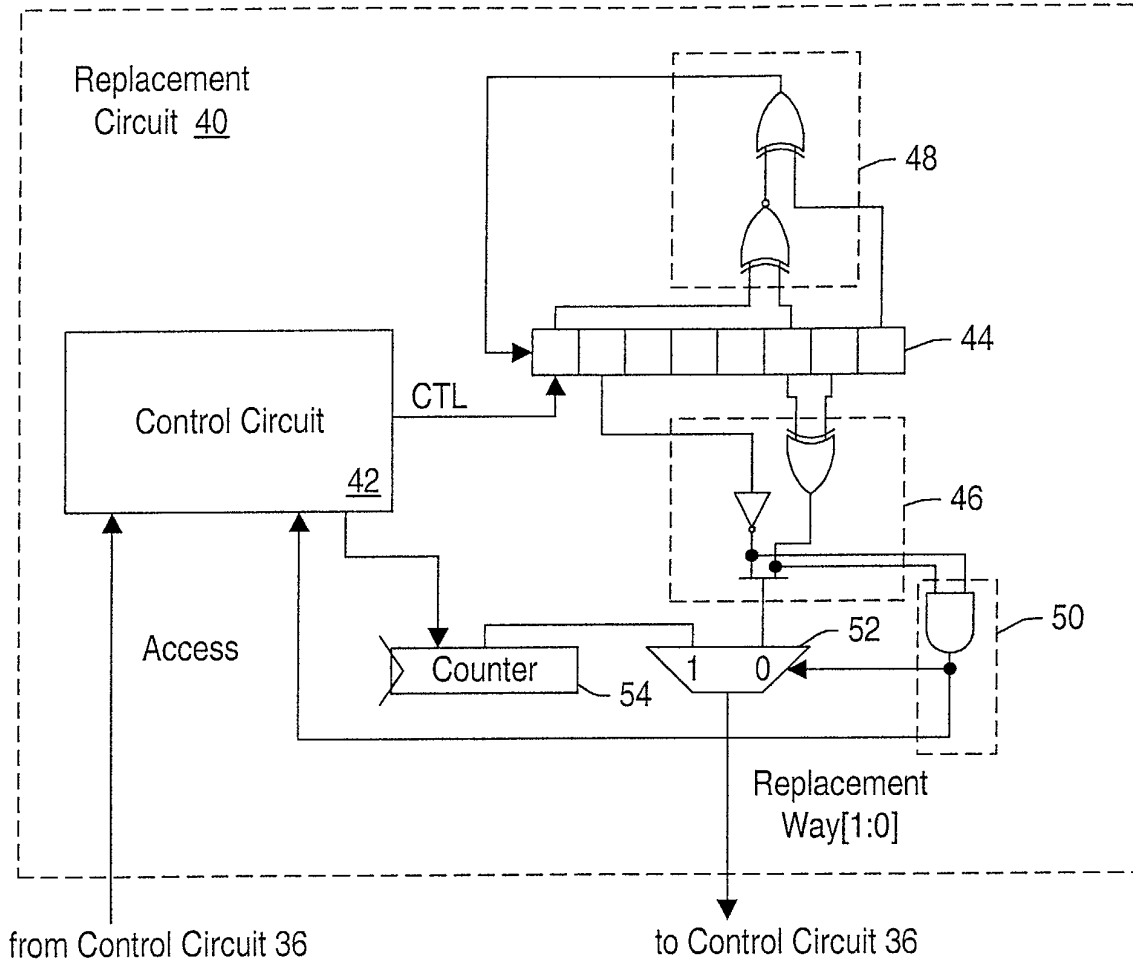 Replacement
Circuit 40
48
44
CTL
Control Circuit
42
46
50
Access
Counter
54
1 0
52
Replacement
Way[1:0]
from Control Circuit 36
to Control Circuit 36